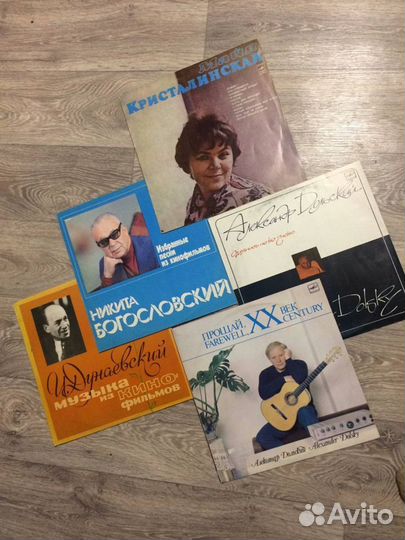 КРИСТАЛИНСКАЯ
Александр Дольский
Dolsky
Избранные
песни
из кинофильмов
НИКИТА
БОГОСЛОВСКИЙ
И. Дунаевский
МУЗЫКА ИЗ КИНО-
ФИЛЬМОВ
ПРОЩАЙ, XX ВЕК
FAREWELL, CENTURY
Александр Дольский Alexander Dolsky
Avito